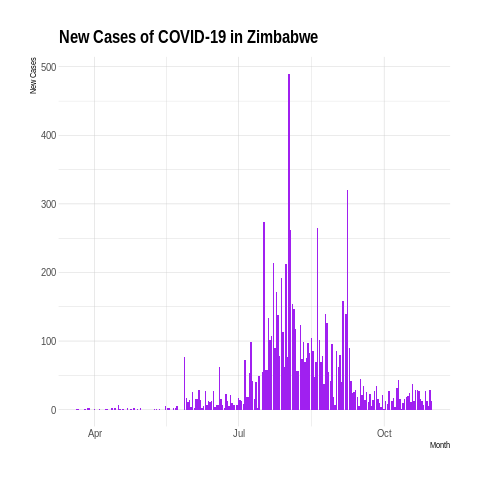 New Cases of COVID-19 in Zimbabwe
New Cases
500
400
300
200
100
0
Apr
Jul
Oct
Month